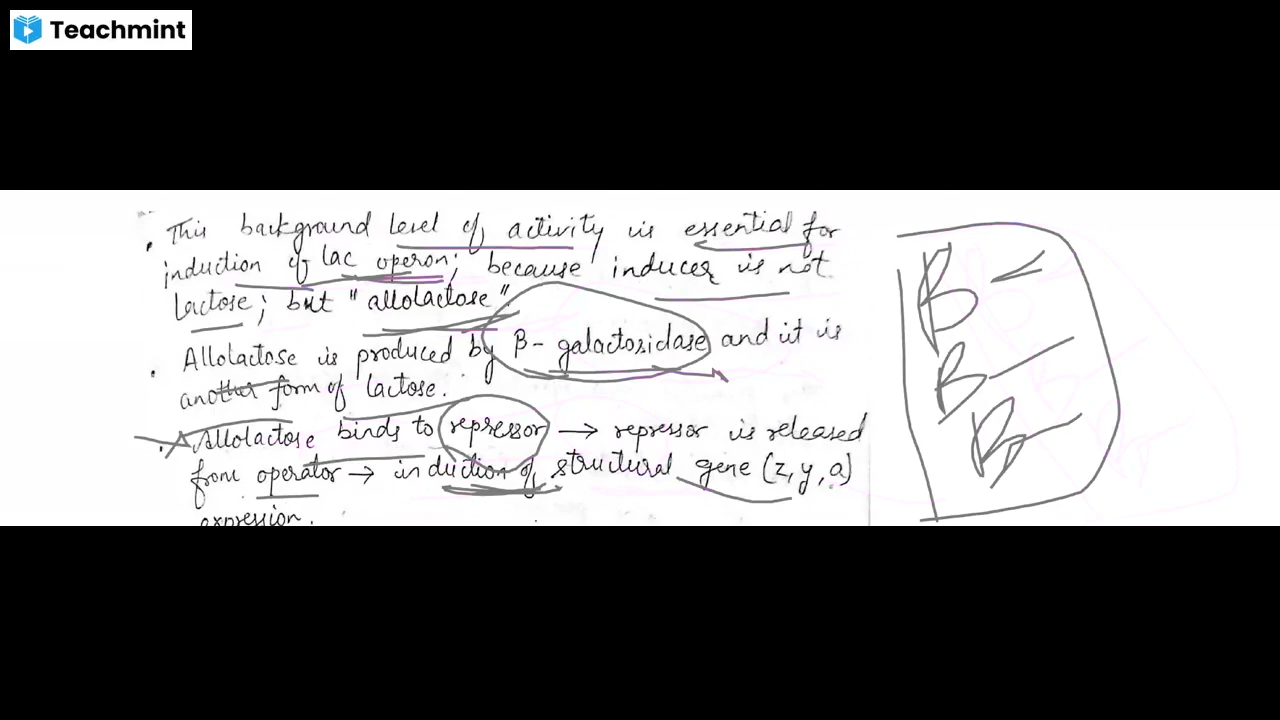 Teachmint
This background level of activity is essential for
induction of lac operon; because inducer is not
lactose; but "allolactose".
Allolactose is produced by β- galactosidase and it is
another form of lactose.
Allolactose binds to repressor → repressor is released
from operator → induction of structural gene (z, y, a)
expression.
B
B
B